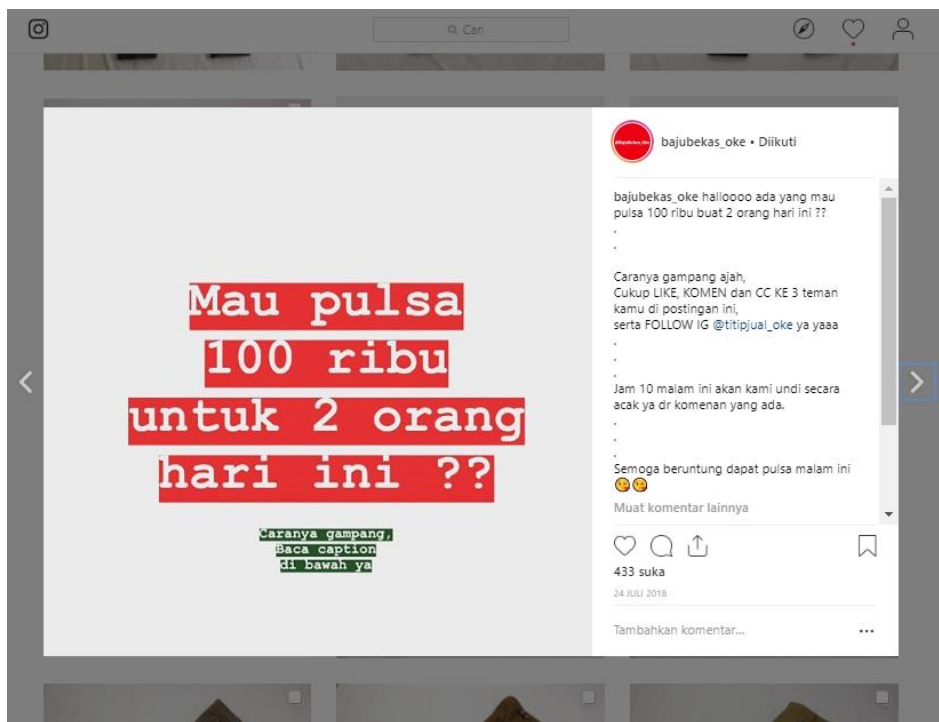 Cari
Mau pulsa
100 ribu
untuk 2 orang
hari ini ??
Caranya gampang,
Baca caption
di bawah ya
bajubekas_oke • Diikuti
bajubekas_oke halloooo ada yang mau
pulsa 100 ribu buat 2 orang hari ini ??
.
.
Caranya gampang ajah,
Cukup LIKE, KOMEN dan CC KE 3 teman
kamu di postingan ini,
serta FOLLOW IG @titipjual_oke ya yaaa
.
.
.
Jam 10 malam ini akan kami undi secara
acak ya dr komenan yang ada.
.
.
.
Semoga beruntung dapat pulsa malam ini
😘😘
Muat komentar lainnya
433 suka
24 JULI 2018
Tambahkan komentar...